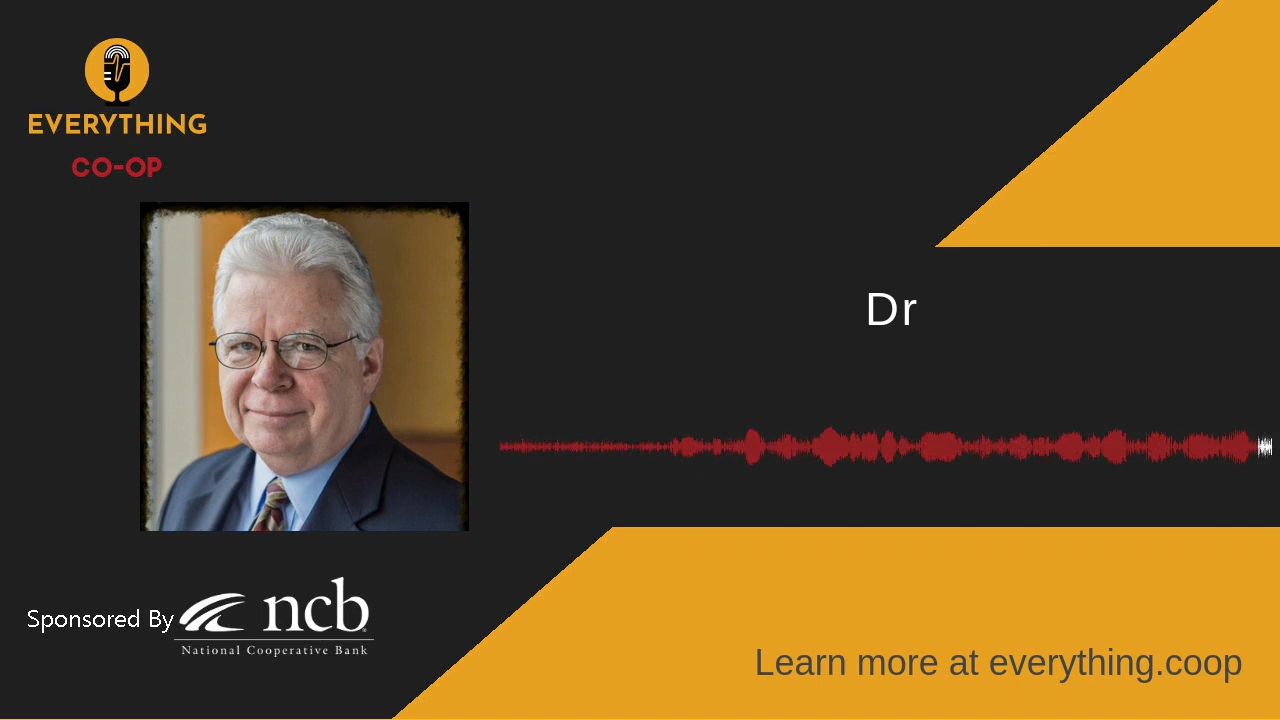 EVERYTHING
CO-OP
Dr
Sponsored By
ncb
National Cooperative Bank
Learn more at everything.coop